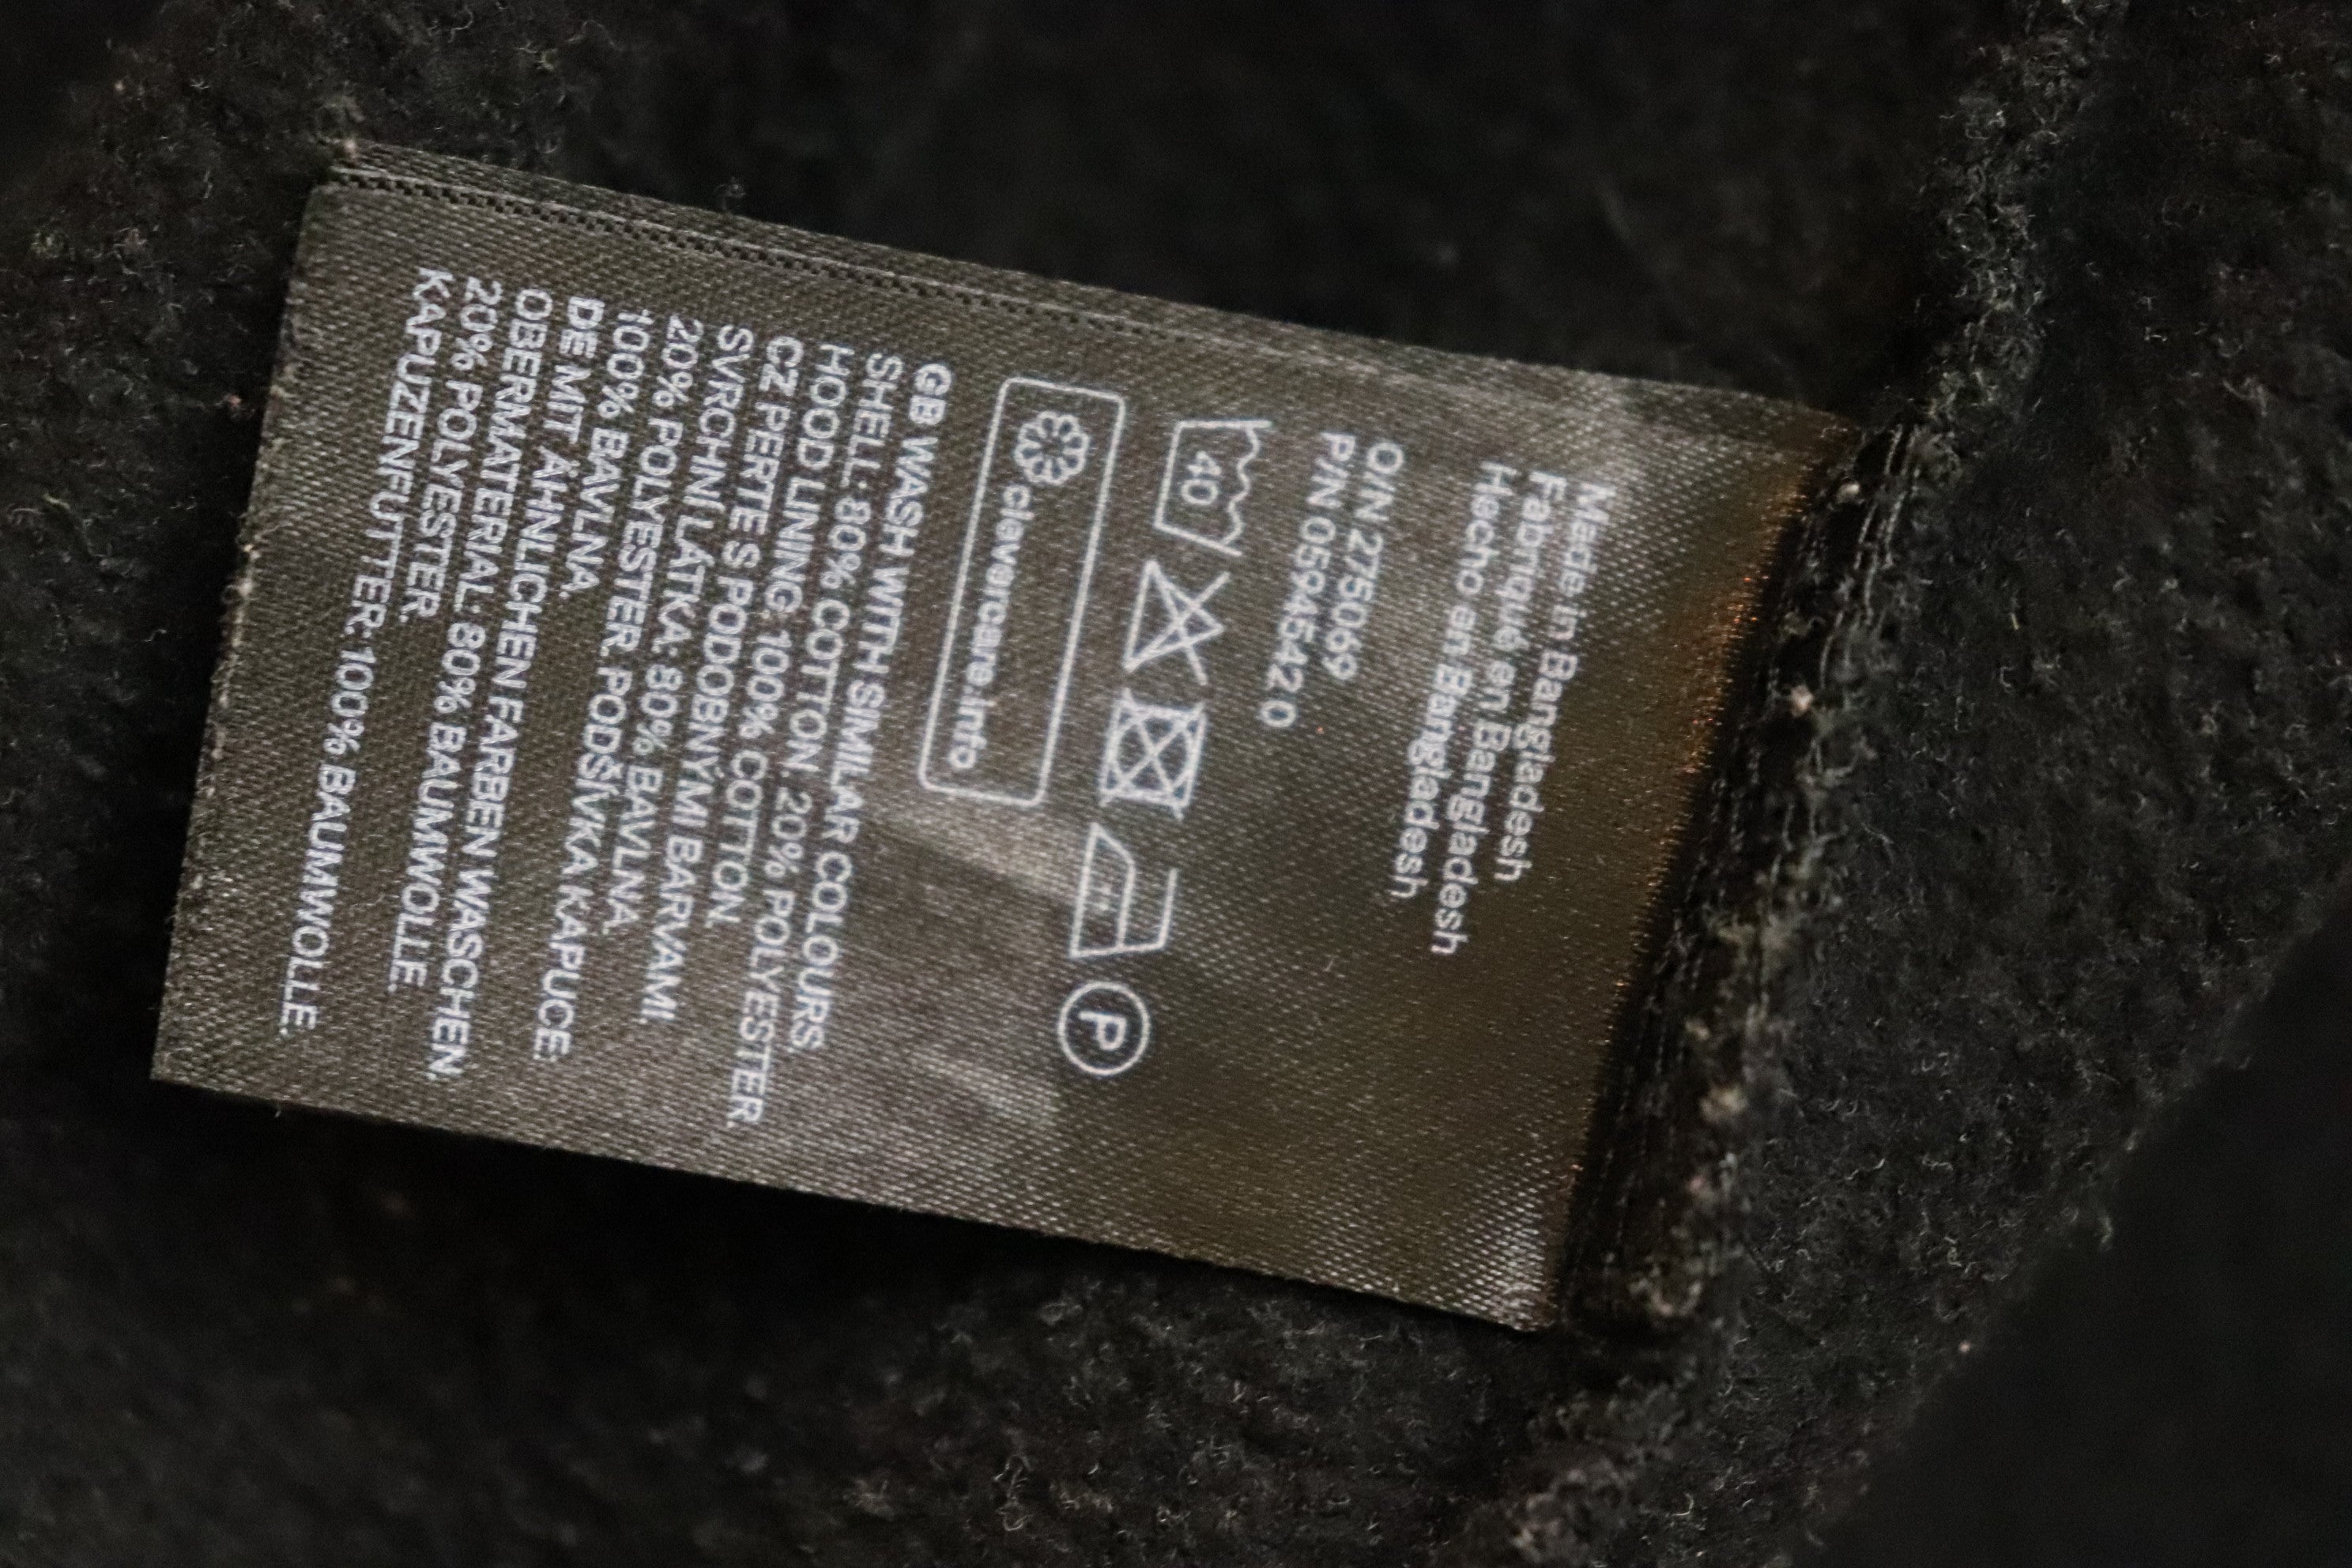 Made in Bangladesh
Fabriqué en Bangladesh
Hecho en Bangladesh
O/N 275069
P/N 0594542 0
40
P
clevercare.info
GB WASH WITH SIMILAR COLOURS.
SHELL: 80% COTTON. 20% POLYESTER.
HOOD LINING: 100% COTTON.
CZ PERTE S PODOBNÝMI BARVAMI.
SVRCHNÍ LÁTKA: 80% BAVLNA
20% POLYESTER. PODŠÍVKA KAPUCE:
100% BAVLNA.
DE MIT ÄHNLICHEN FARBEN WASCHEN.
OBERMATERIAL: 80% BAUMWOLLE.
20% POLYESTER.
KAPUZENFUTTER: 100% BAUMWOLLE.